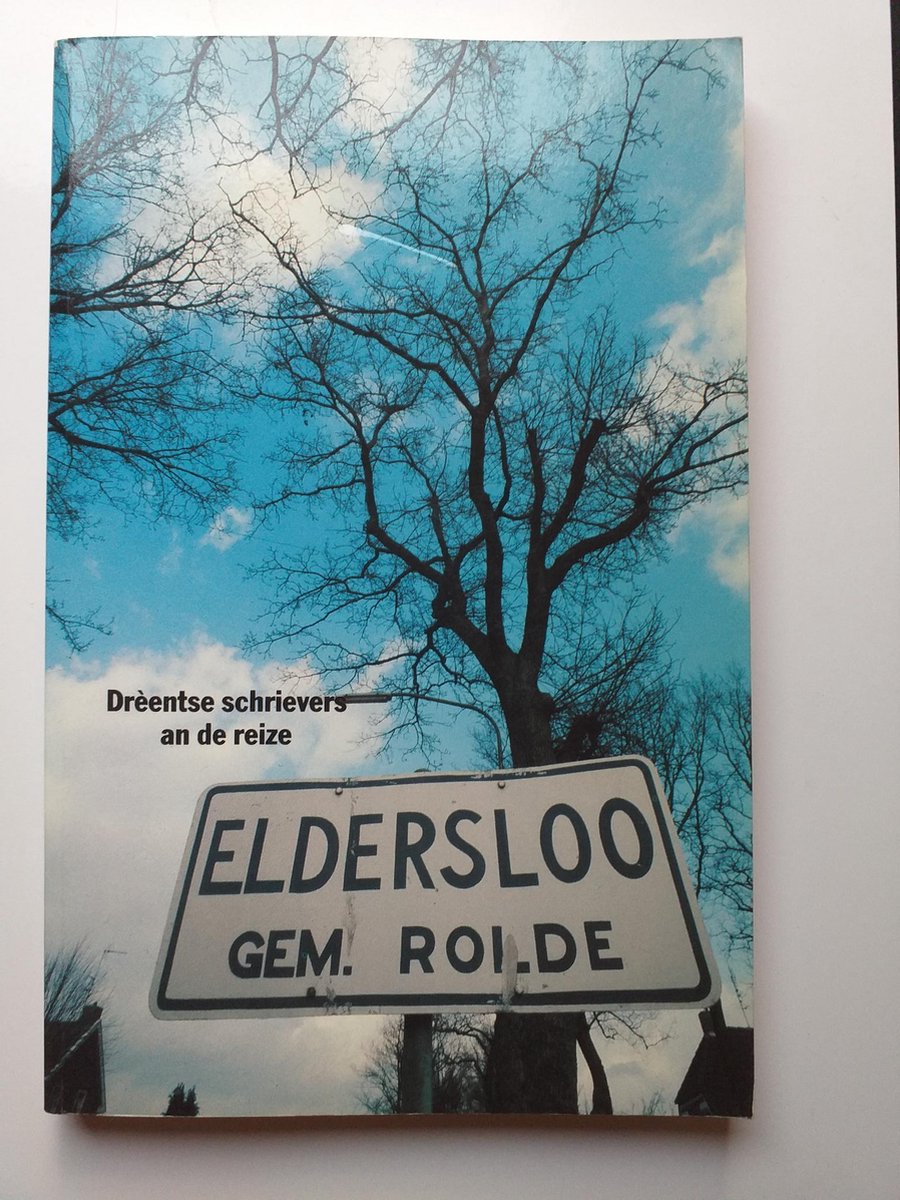 Drèentse schrievers
an de reize
ELDERSLOO
GEM. ROLDE